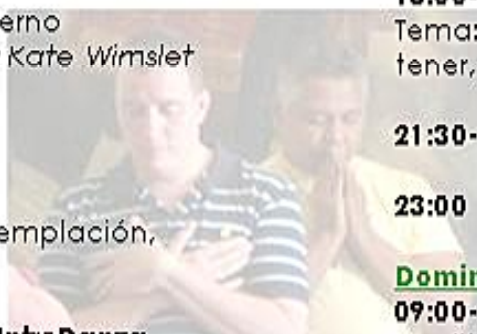 erno
Kate Wimslet
emplación,
Tema:
tener,
21:30-
23:00
Domin
09:00-